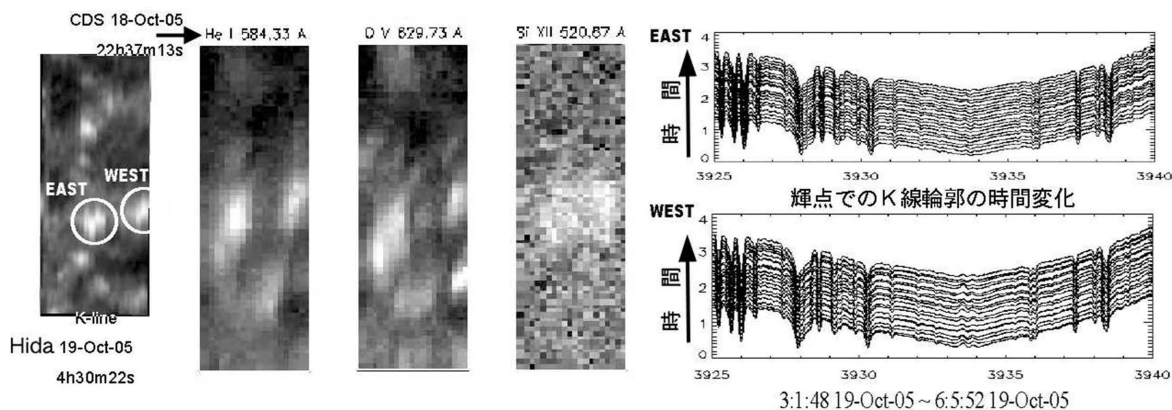 CDS 18-Oct-05
22h37m13s
He I 584.33 A
O V 629.73 A
Si XII 520.67 A
EAST
WEST
K-line
Hida 19-Oct-05
4h30m22s
EAST
時間
4
3
2
1
0
3925
3930
3935
3940
輝点でのK線輪郭の時間変化
WEST
時間
4
3
2
1
0
3925
3930
3935
3940
3:1:48 19-Oct-05 ~ 6:5:52 19-Oct-05